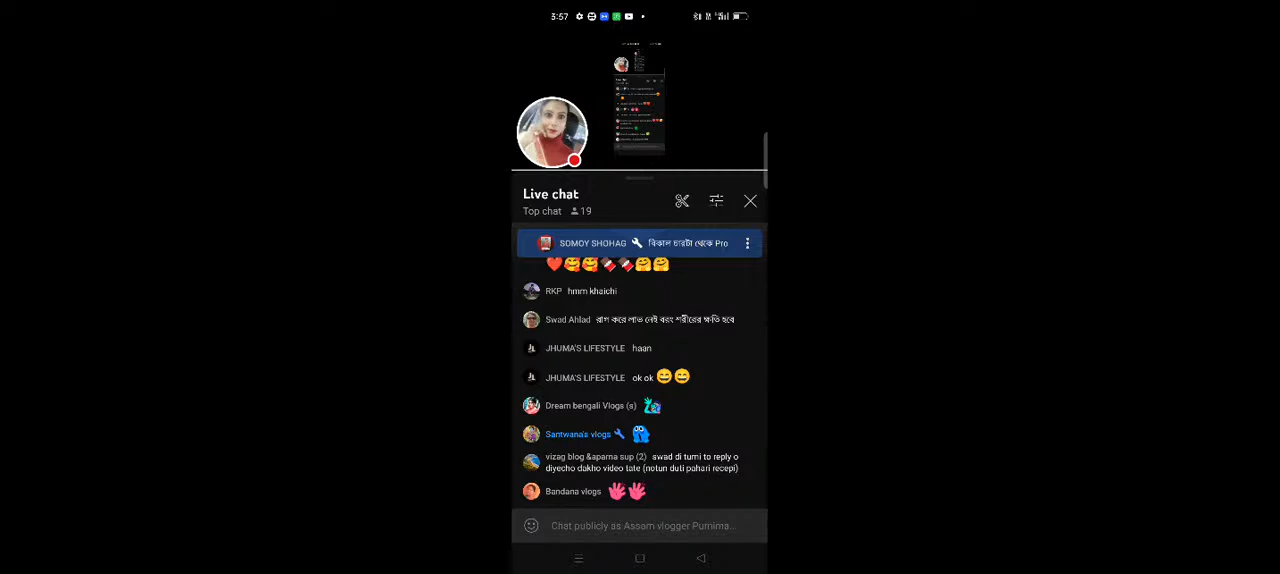 3:57
Live chat
Top chat 19
SOMOY SHOHAG বিকাল চারটা থেকে Pro
RKP hmm khaichi
Swad Ahlad রাগ করে লাভ নেই বরং শরীরের ক্ষতি হবে
JHUMA'S LIFESTYLE haan
JHUMA'S LIFESTYLE ok ok 😄😄
Dream bengali Vlogs (s)
Santwana's vlogs
vizag blog &aparna sup (2) swad di tumi to reply o
diyecho dakho video tate (notun duti pahari recepi)
Bandana vlogs
Chat publicly as Assam vlogger Purnima...